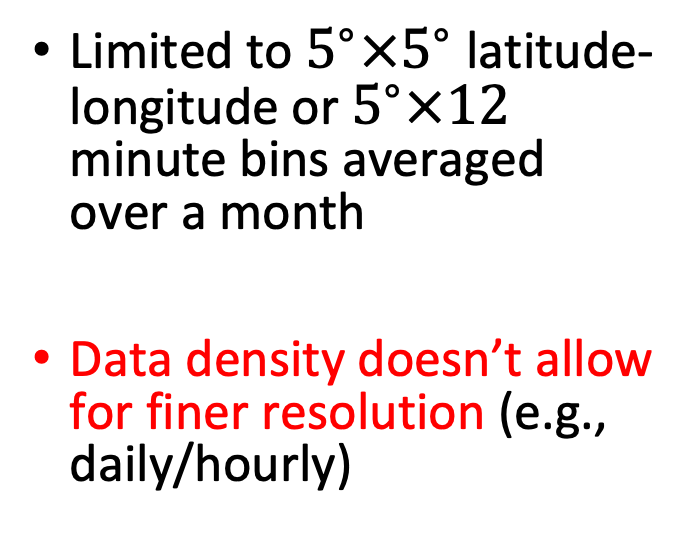 • Limited to 5°×5° latitude-
longitude or 5°×12
minute bins averaged
over a month
• Data density doesn’t allow
for finer resolution (e.g.,
daily/hourly)